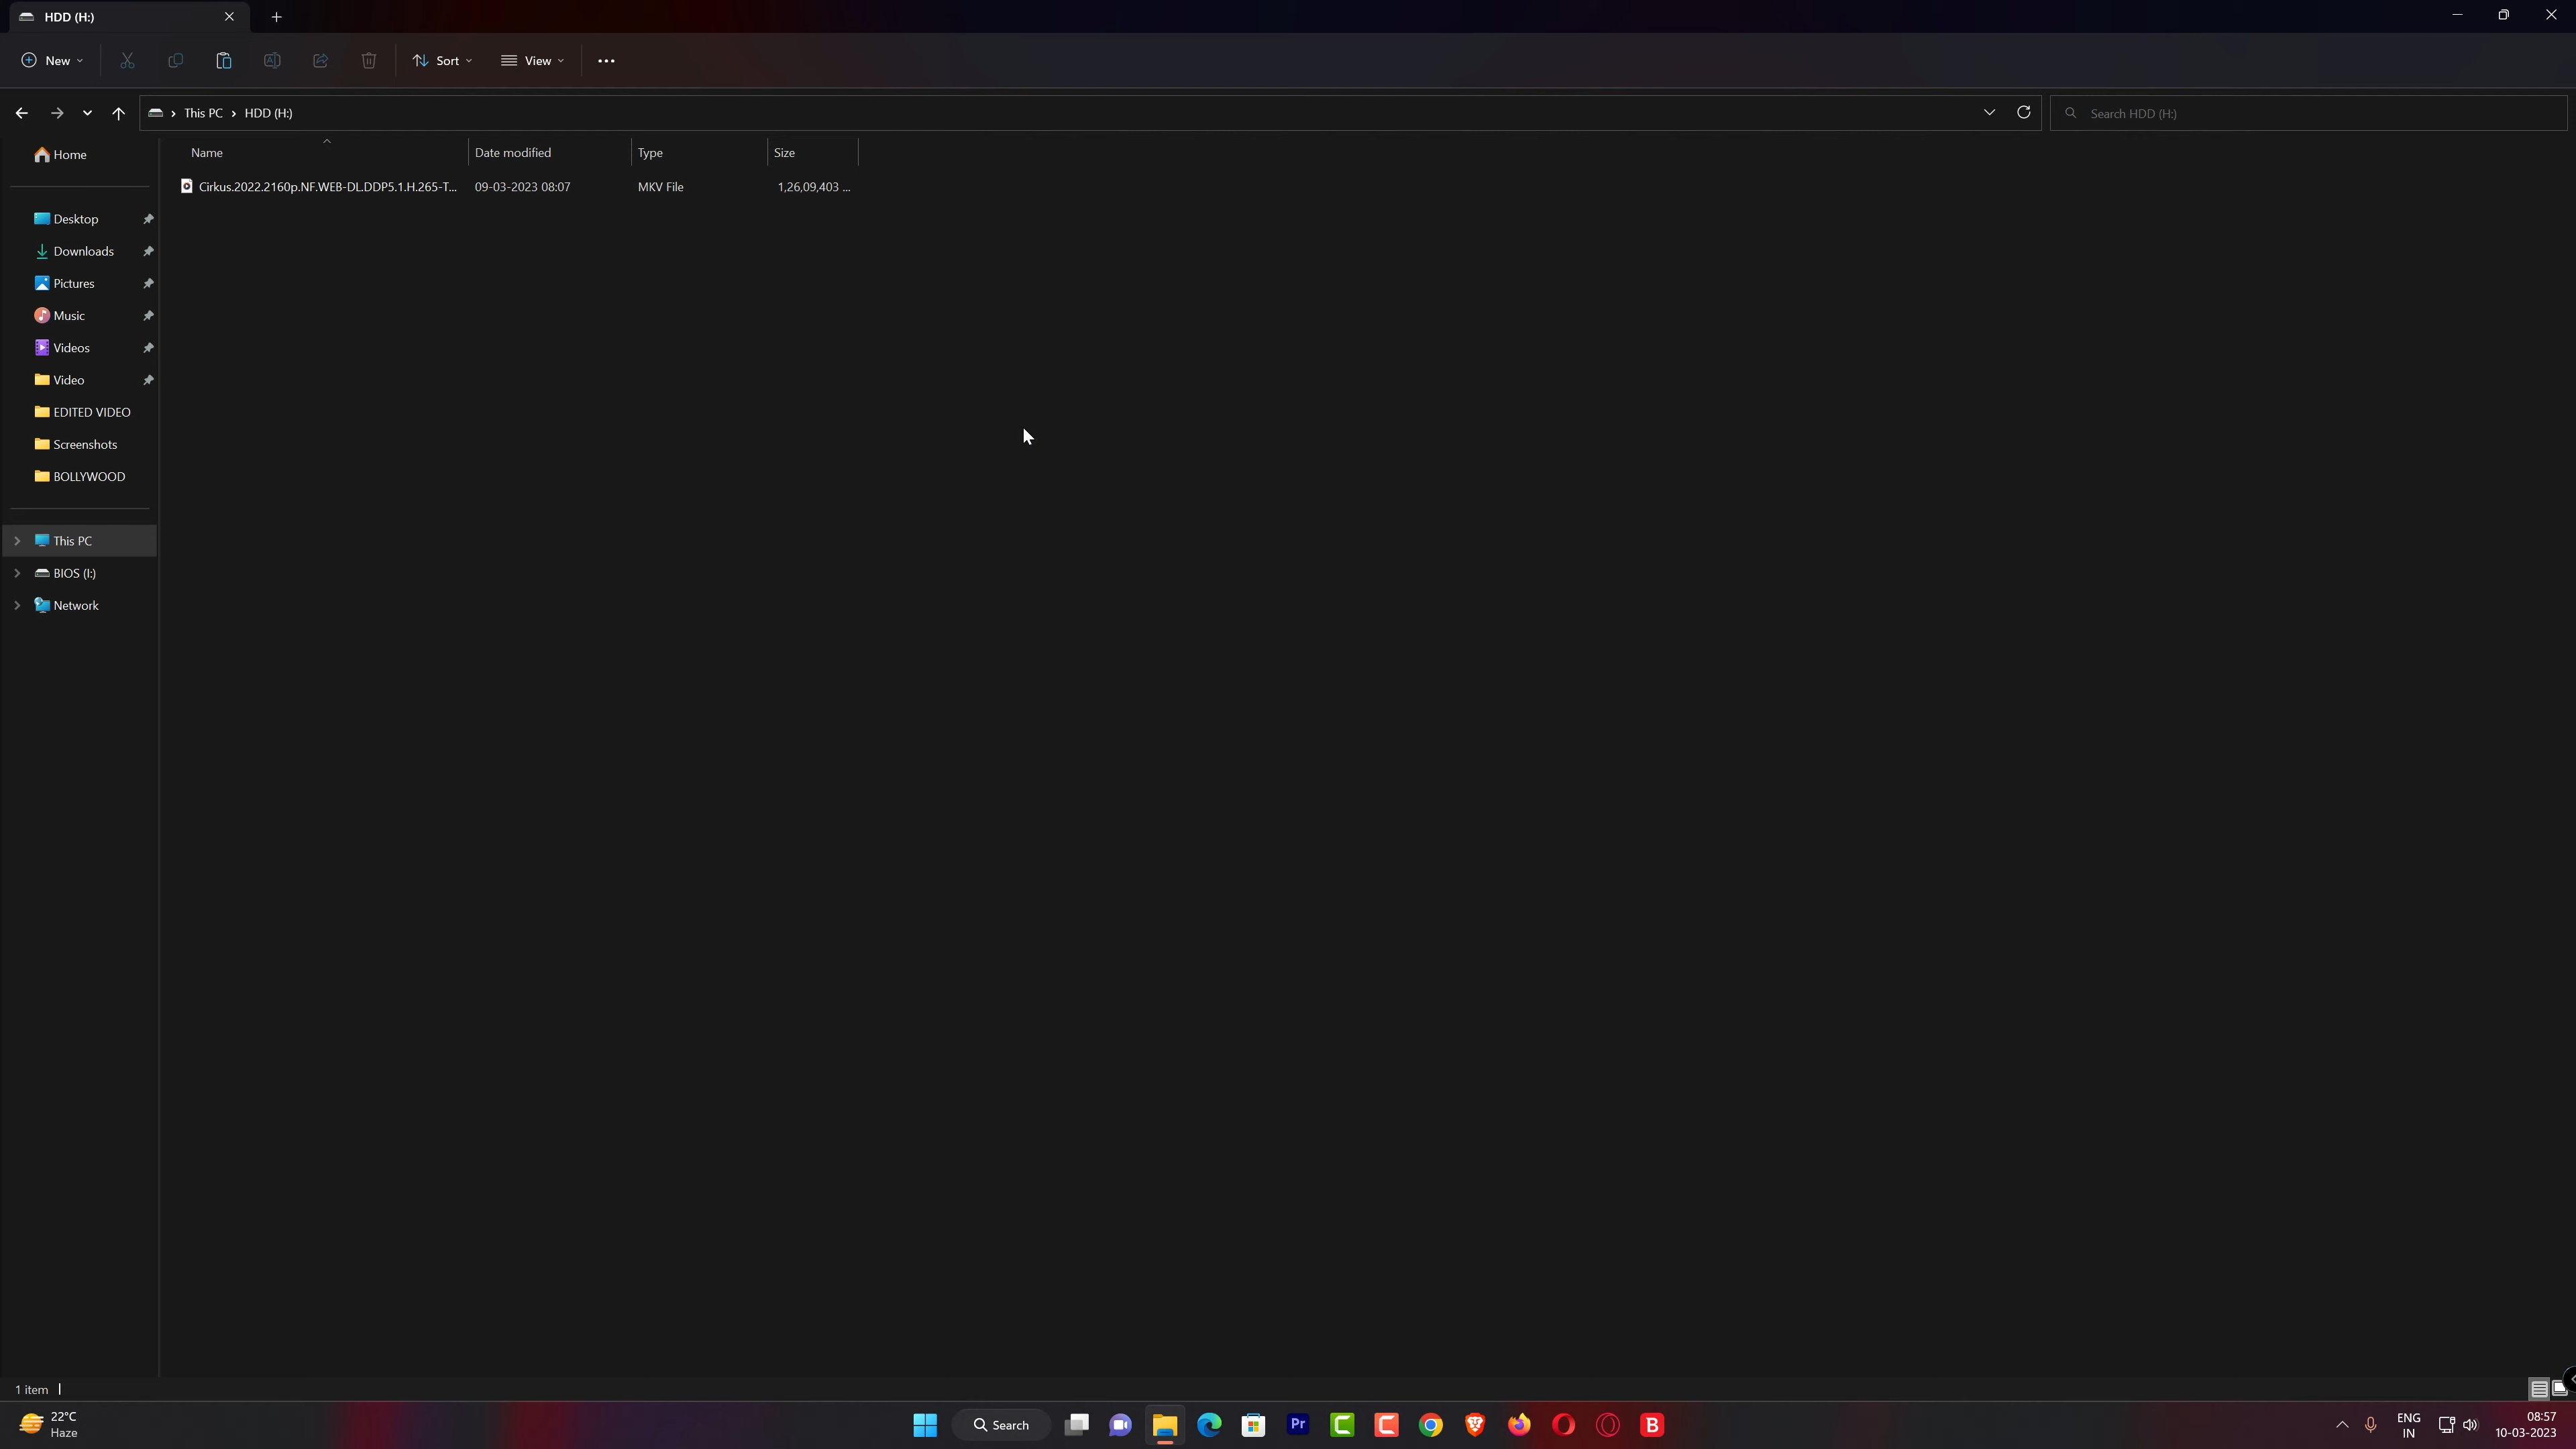 HDD (H:)
New
Sort
View
This PC > HDD (H:)
Search HDD (H:)
Name Date modified Type Size
Cirkus.2022.2160p.NF.WEB-DL.DDP5.1.H.265-T... 09-03-2023 08:07 MKV File 1,26,09,403 ...
Home
Desktop
Downloads
Pictures
Music
Videos
Video
EDITED VIDEO
Screenshots
BOLLYWOOD
This PC
BIOS (I:)
Network
1 item
22°C
Haze
Search
Pr
B
ENG
IN
08:57
10-03-2023